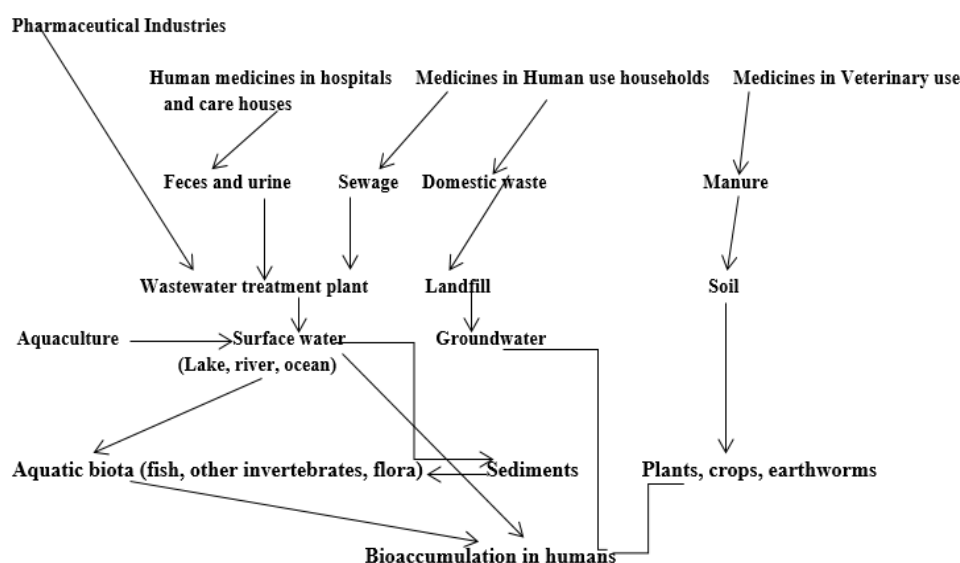 Pharmaceutical Industries
Human medicines in hospitals
and care houses
Medicines in Human use households
Medicines in Veterinary use
Feces and urine
Sewage
Domestic waste
Manure
Wastewater treatment plant
Landfill
Soil
Aquaculture
Surface water
(Lake, river, ocean)
Groundwater
Aquatic biota (fish, other invertebrates, flora)
Sediments
Plants, crops, earthworms
Bioaccumulation in humans